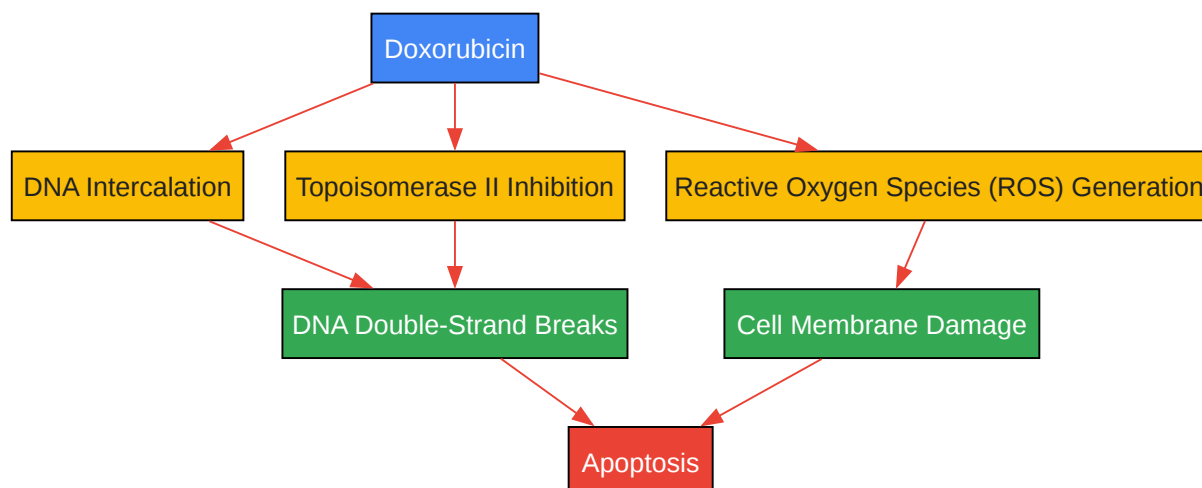 Doxorubicin
DNA Intercalation
Topoisomerase II Inhibition
Reactive Oxygen Species (ROS) Generation
DNA Double-Strand Breaks
Cell Membrane Damage
Apoptosis